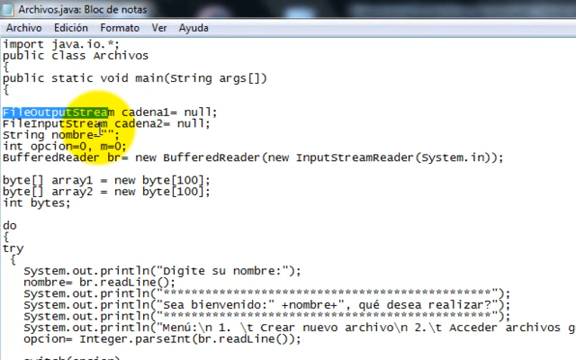 Archivos.java: Bloc de notas
Archivo Edición Formato Ver Ayuda
import java.io.*;
public class Archivos
{
public static void main(String args[])
{
FileOutputStream cadena1= null;
FileInputStream cadena2= null;
String nombre="";
int opcion=0, m=0;
BufferedReader br= new BufferedReader(new InputStreamReader(System.in));
byte[] array1 = new byte[100];
byte[] array2 = new byte[100];
int bytes;
do
{
try
{
System.out.println("Digite su nombre:");
nombre= br.readLine();
System.out.println("*******************************************");
System.out.println("Sea bienvenido:" +nombre+", qué desea realizar?");
System.out.println("*******************************************");
System.out.println("Menú:\n 1. \t Crear nuevo archivo\n 2.\t Acceder archivos g
opcion= Integer.parseInt(br.readLine());
switch(opcion)